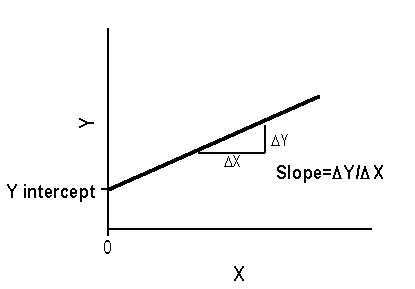 Y
ΔY
ΔX
Slope=ΔY/ΔX
Y intercept
0
X